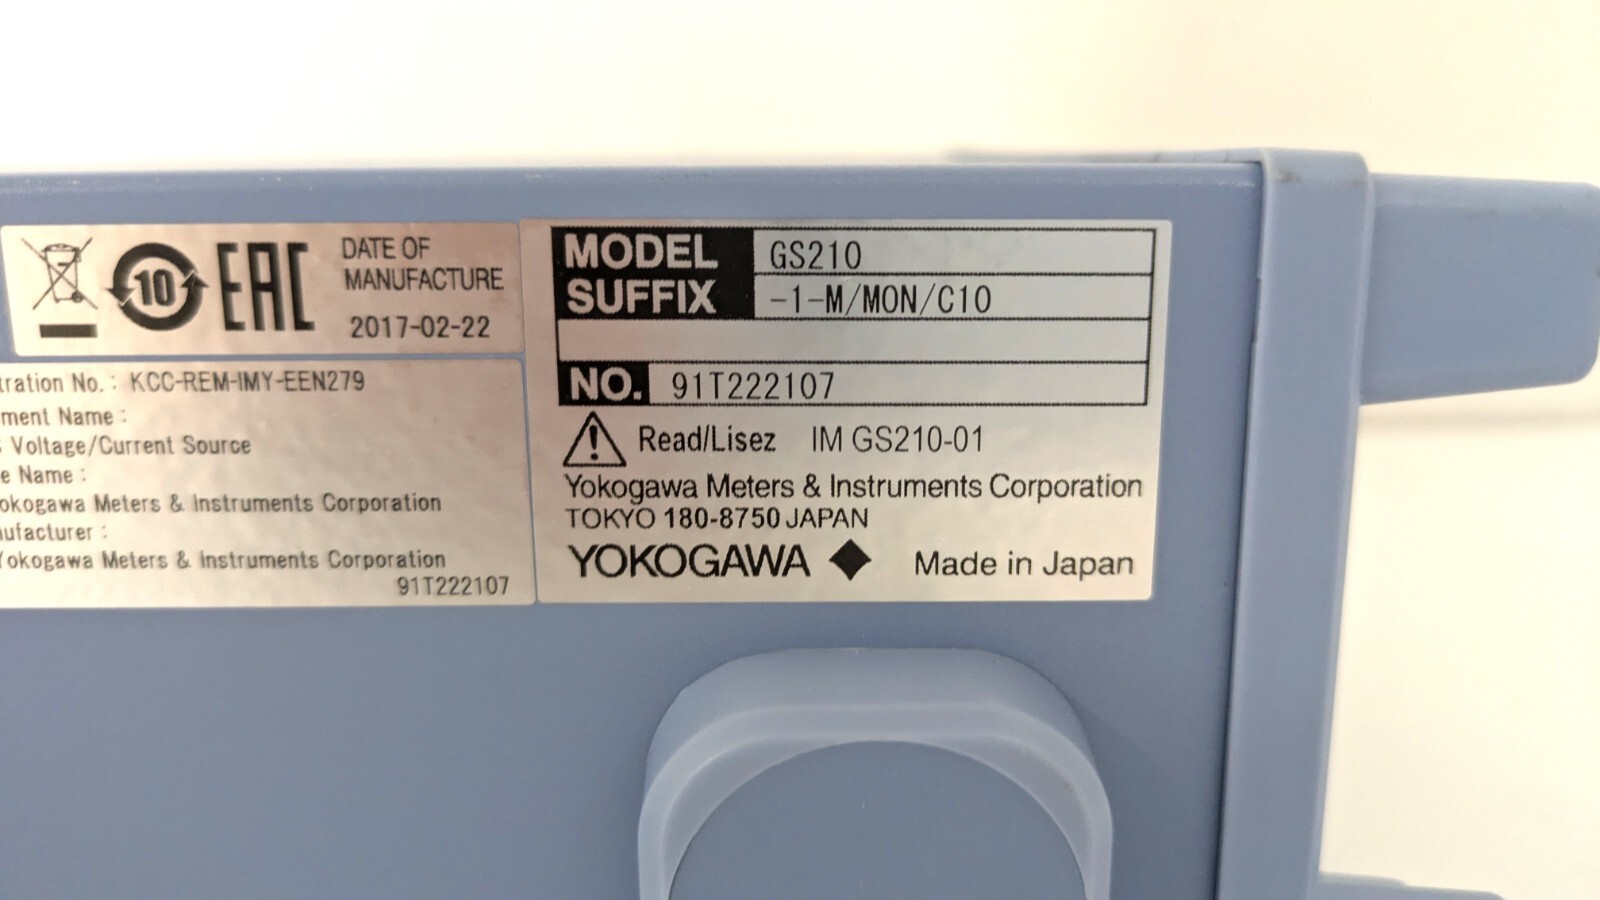 10 EAC
DATE OF
MANUFACTURE
2017-02-22
tration No.: KCC-REM-IMY-EEN279
ment Name :
Voltage/Current Source
e Name :
okogawa Meters & Instruments Corporation
ufacturer :
Yokogawa Meters & Instruments Corporation
91T222107
MODEL GS210
SUFFIX -1-M/MON/C10
NO. 91T222107
Read/Lisez IM GS210-01
Yokogawa Meters & Instruments Corporation
TOKYO 180-8750 JAPAN
YOKOGAWA Made in Japan